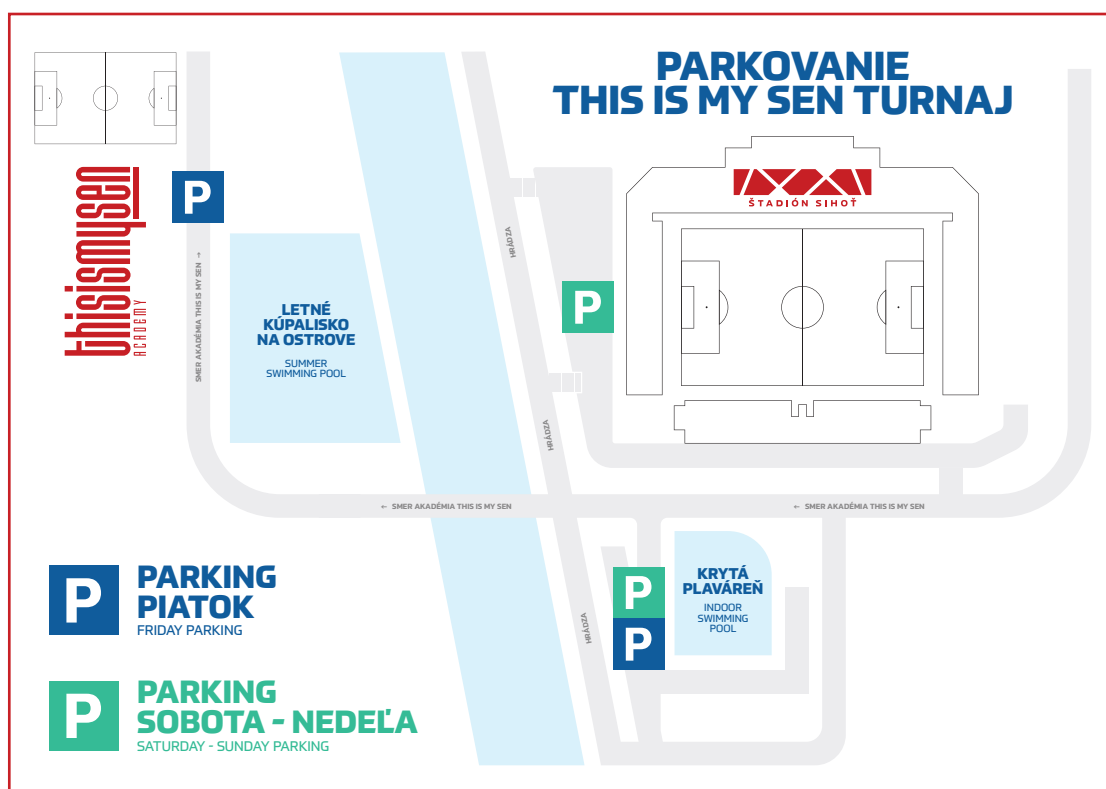 PARKOVANIE
THIS IS MY SEN TURNAJ
ŠTADIÓN SIHOŤ
thisismysen
ACADEMY
P
SMER AKADÉMIA THIS IS MY SEN →
LETNÉ
KÚPALISKO
NA OSTROVE
SUMMER
SWIMMING POOL
HRÁDZA
P
HRÁDZA
← SMER AKADÉMIA THIS IS MY SEN
← SMER AKADÉMIA THIS IS MY SEN
P
P
HRÁDZA
KRYTÁ
PLAVÁREŇ
INDOOR
SWIMMING
POOL
P
PARKING
PIATOK
FRIDAY PARKING
P
PARKING
SOBOTA - NEDEĽA
SATURDAY - SUNDAY PARKING